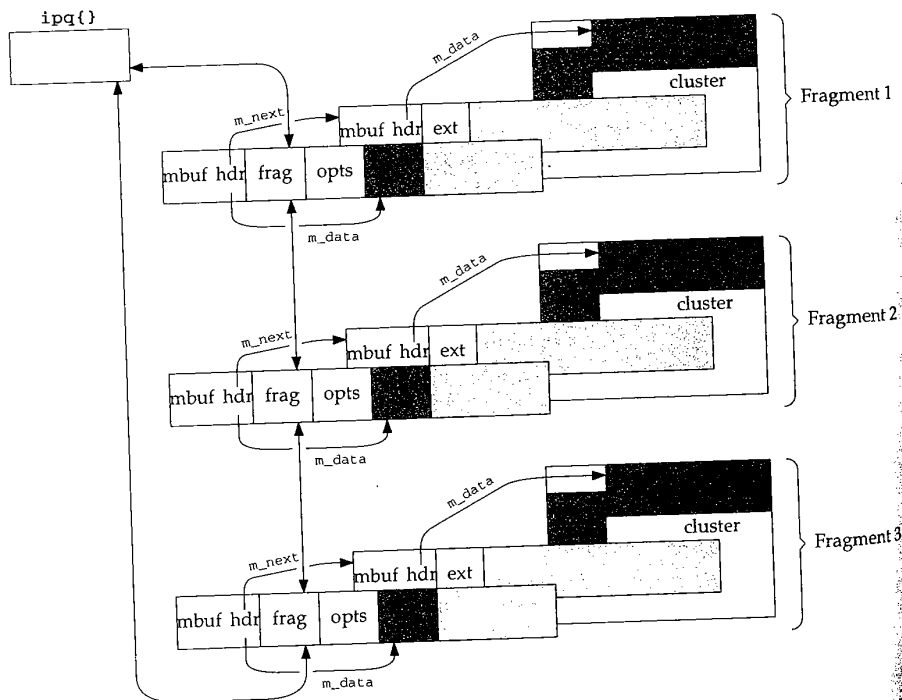 ipq{}
m_data
cluster
Fragment 1
m_next
mbuf hdr ext
mbuf hdr frag opts
m_data
m_data
cluster
Fragment 2
m_next
mbuf hdr ext
mbuf hdr frag opts
m_data
m_data
cluster
Fragment 3
m_next
mbuf hdr ext
mbuf hdr frag opts
m_data